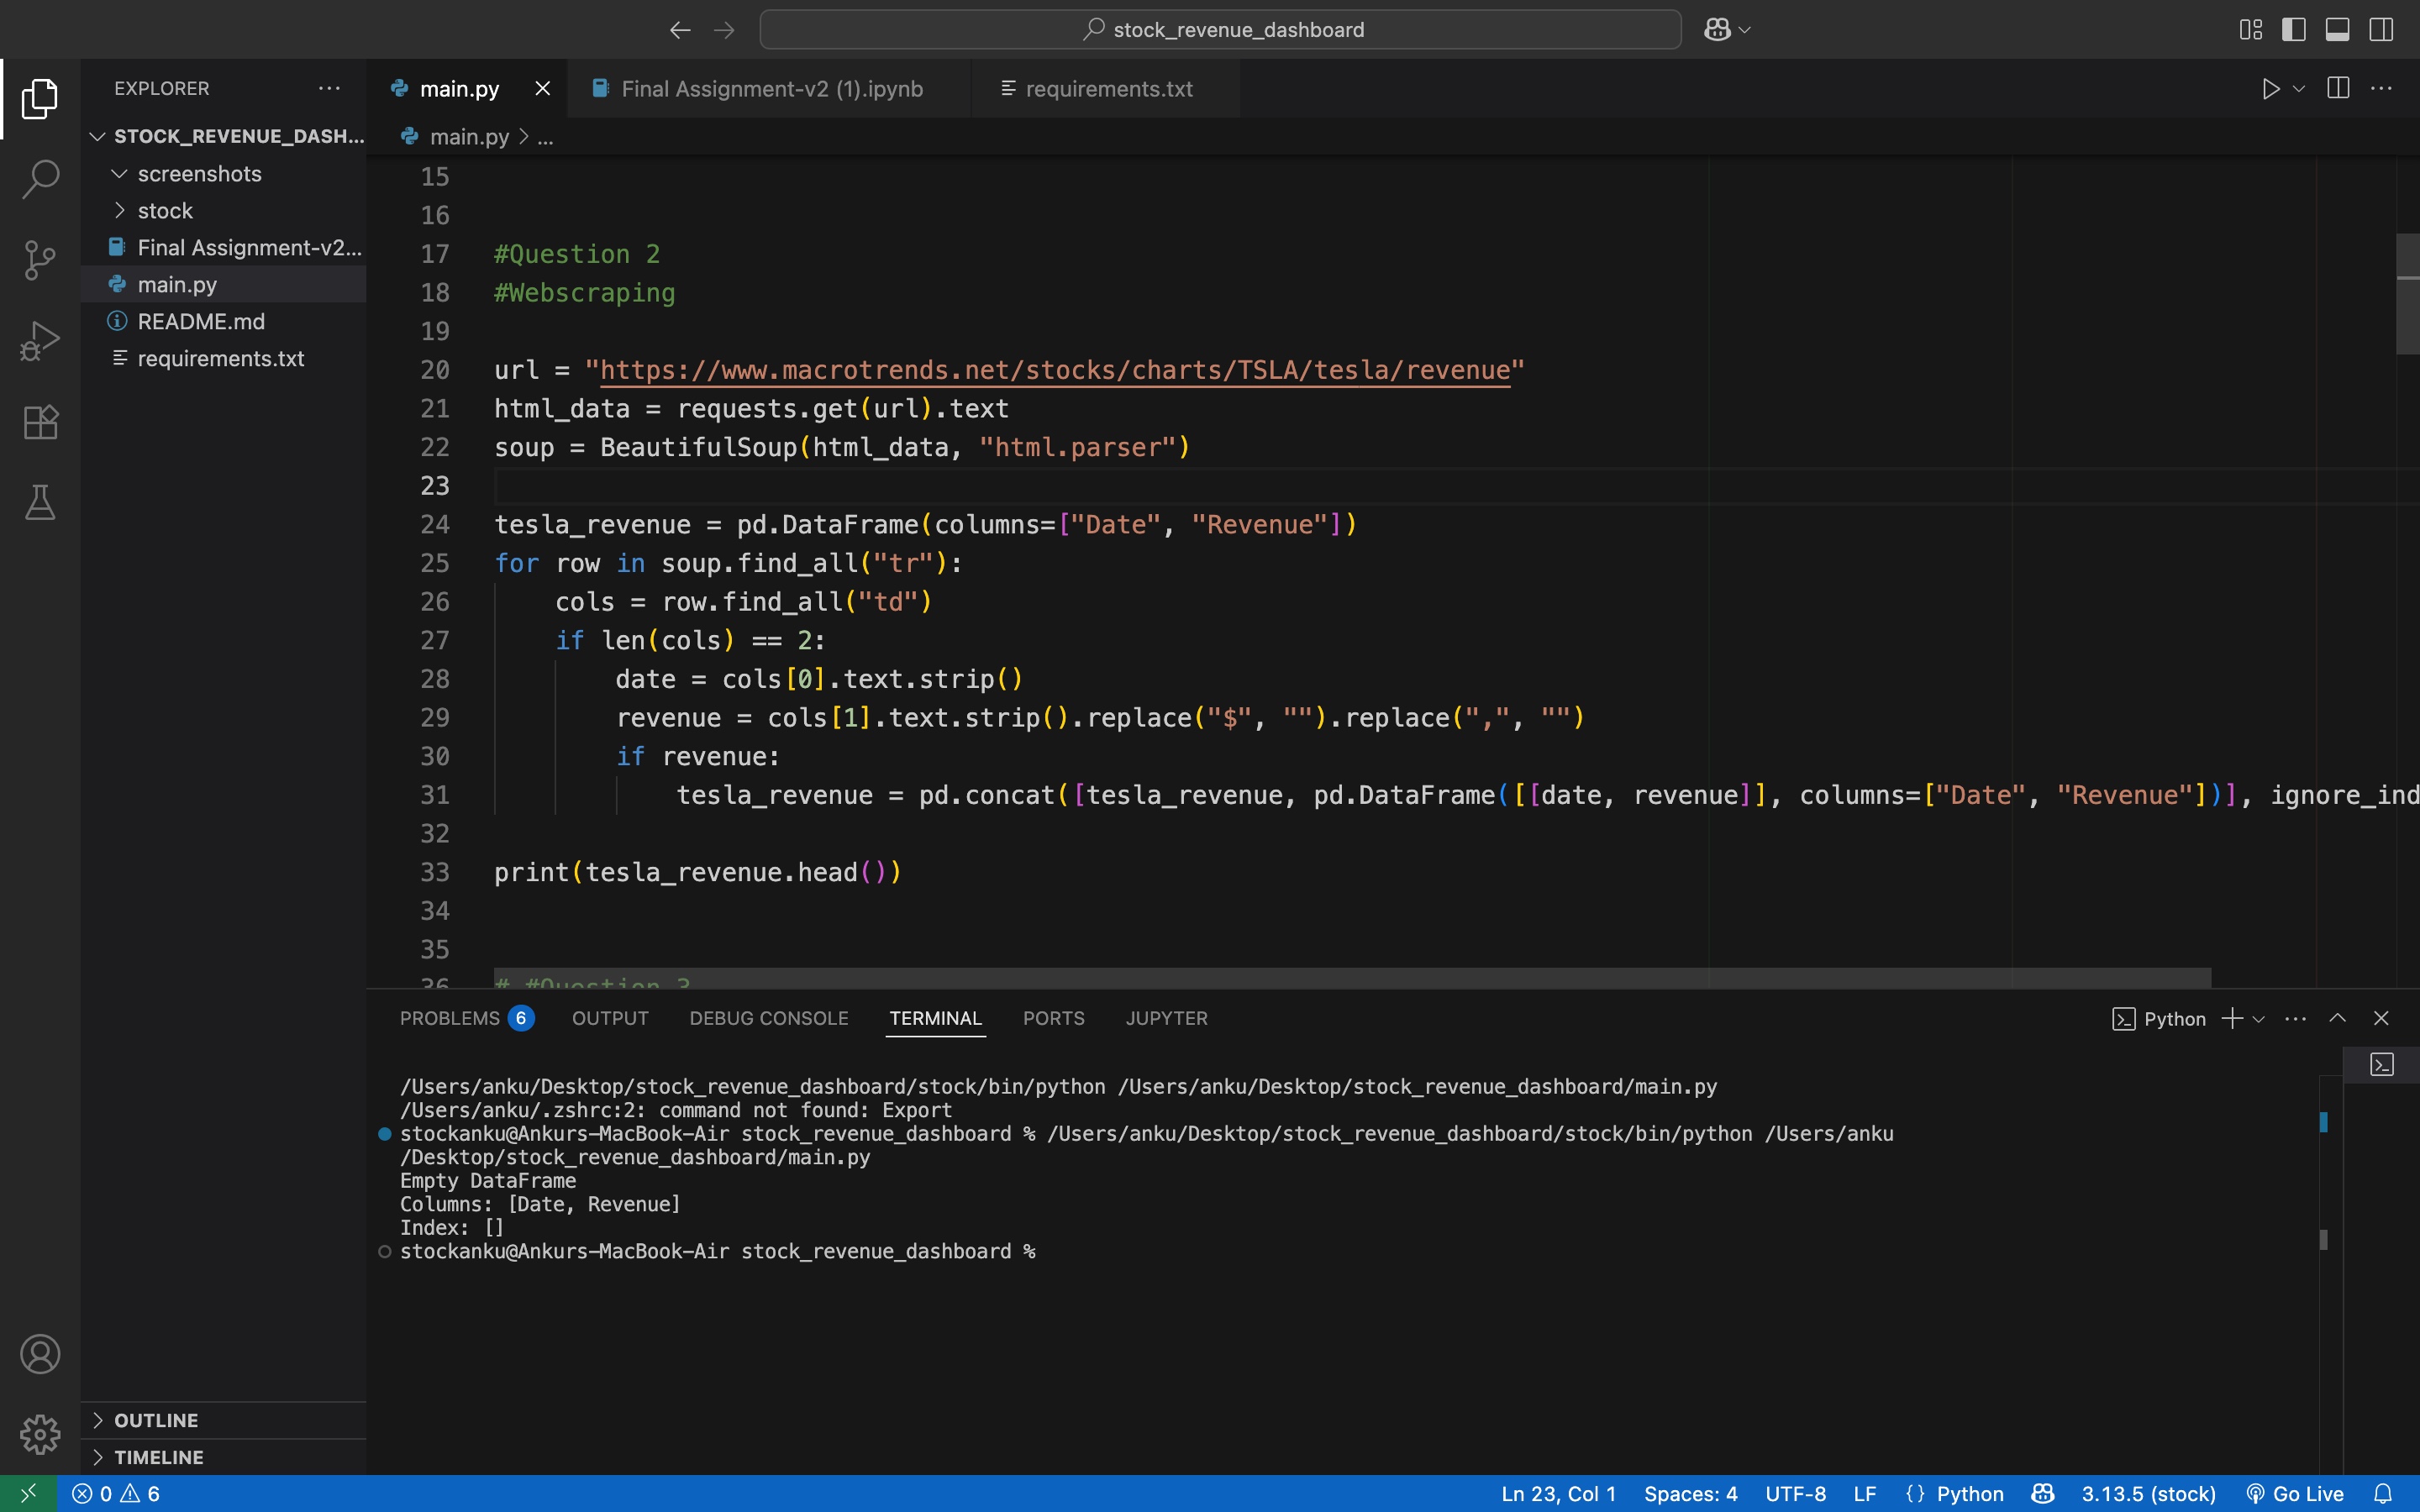 stock_revenue_dashboard
EXPLORER
STOCK_REVENUE_DASH...
screenshots
stock
Final Assignment-v2...
main.py
README.md
requirements.txt
OUTLINE
TIMELINE
main.py
Final Assignment-v2 (1).ipynb
requirements.txt
main.py > ...
15
16
17 #Question 2
18 #Webscraping
19
20 url = "https://www.macrotrends.net/stocks/charts/TSLA/tesla/revenue"
21 html_data = requests.get(url).text
22 soup = BeautifulSoup(html_data, "html.parser")
23
24 tesla_revenue = pd.DataFrame(columns=["Date", "Revenue"])
25 for row in soup.find_all("tr"):
26     cols = row.find_all("td")
27     if len(cols) == 2:
28         date = cols[0].text.strip()
29         revenue = cols[1].text.strip().replace("$", "").replace(",", "")
30         if revenue:
31             tesla_revenue = pd.concat([tesla_revenue, pd.DataFrame([[date, revenue]], columns=["Date", "Revenue"])], ignore_ind
32
33 print(tesla_revenue.head())
34
35
36 # #Question 3
PROBLEMS 6 OUTPUT DEBUG CONSOLE TERMINAL PORTS JUPYTER
Python
/Users/anku/Desktop/stock_revenue_dashboard/stock/bin/python /Users/anku/Desktop/stock_revenue_dashboard/main.py
/Users/anku/.zshrc:2: command not found: Export
stockanku@Ankurs-MacBook-Air stock_revenue_dashboard % /Users/anku/Desktop/stock_revenue_dashboard/stock/bin/python /Users/anku
/Desktop/stock_revenue_dashboard/main.py
Empty DataFrame
Columns: [Date, Revenue]
Index: []
stockanku@Ankurs-MacBook-Air stock_revenue_dashboard %
0 6
Ln 23, Col 1 Spaces: 4 UTF-8 LF {} Python 3.13.5 (stock) Go Live